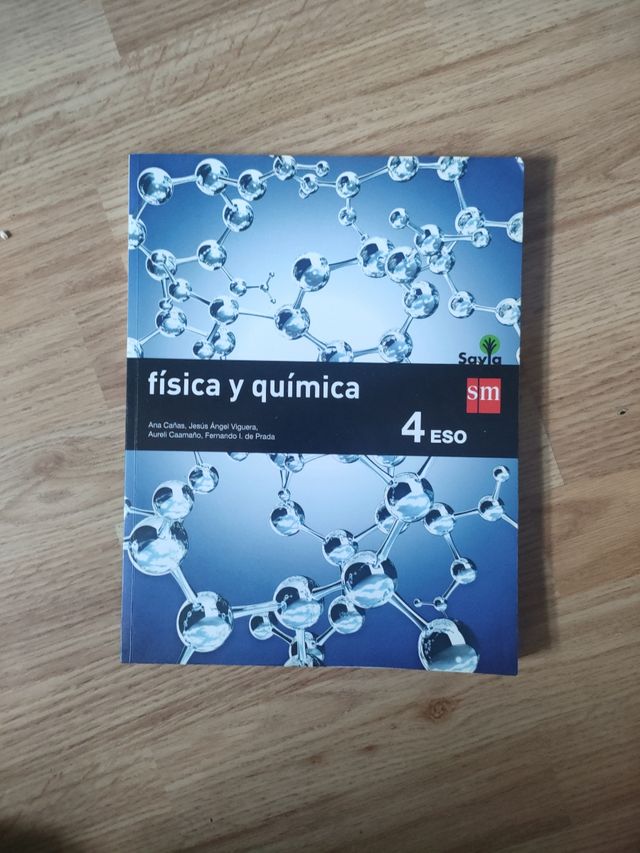 Savia
sm
física y química
Ana Cañas, Jesús Ángel Viguera,
Aureli Caamaño, Fernando I. de Prada
4 ESO